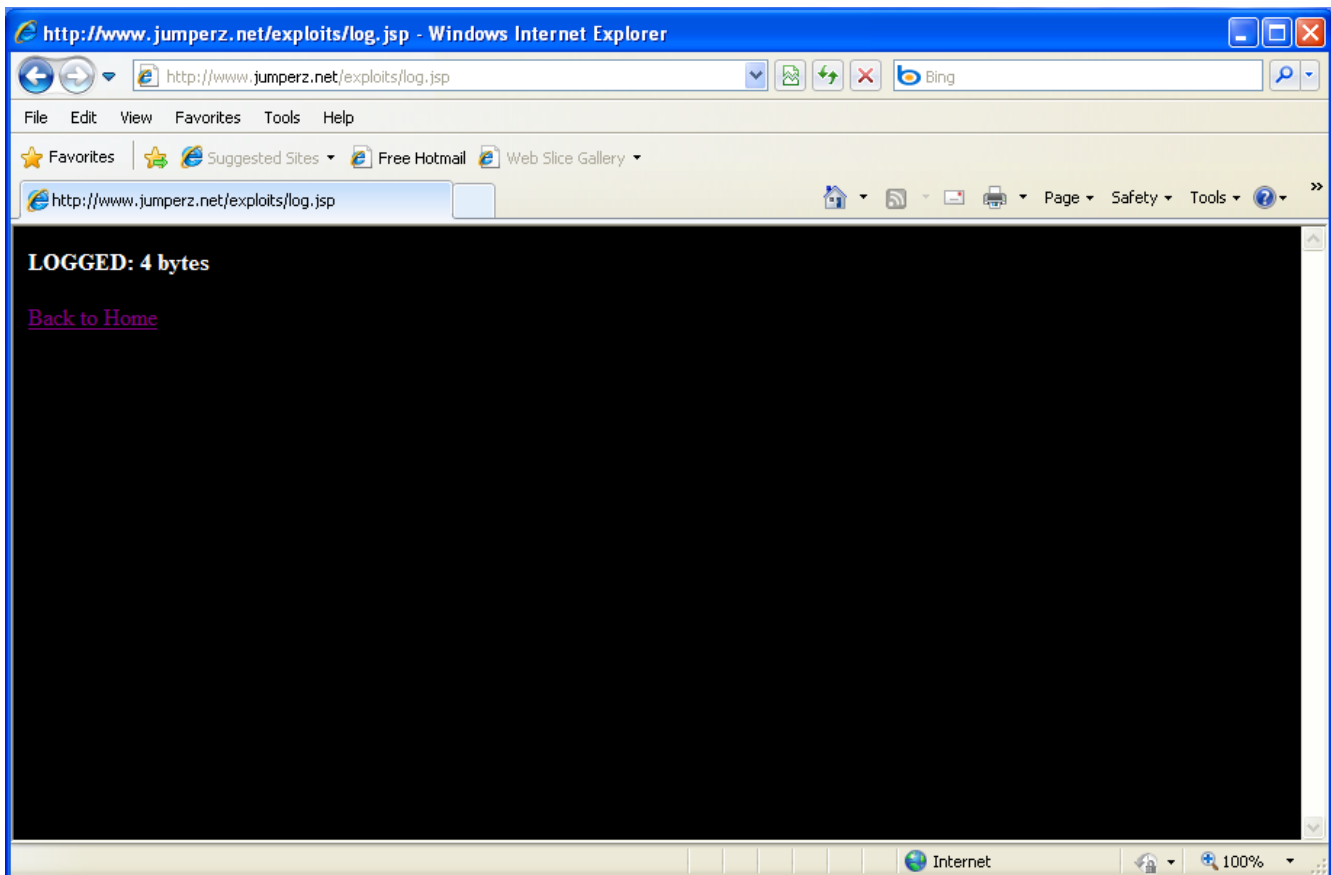 http://www.jumperz.net/exploits/log.jsp - Windows Internet Explorer
http://www.jumperz.net/exploits/log.jsp
Bing
File Edit View Favorites Tools Help
Favorites Suggested Sites Free Hotmail Web Slice Gallery
http://www.jumperz.net/exploits/log.jsp Page Safety Tools »
LOGGED: 4 bytes
Back to Home
Internet 100%